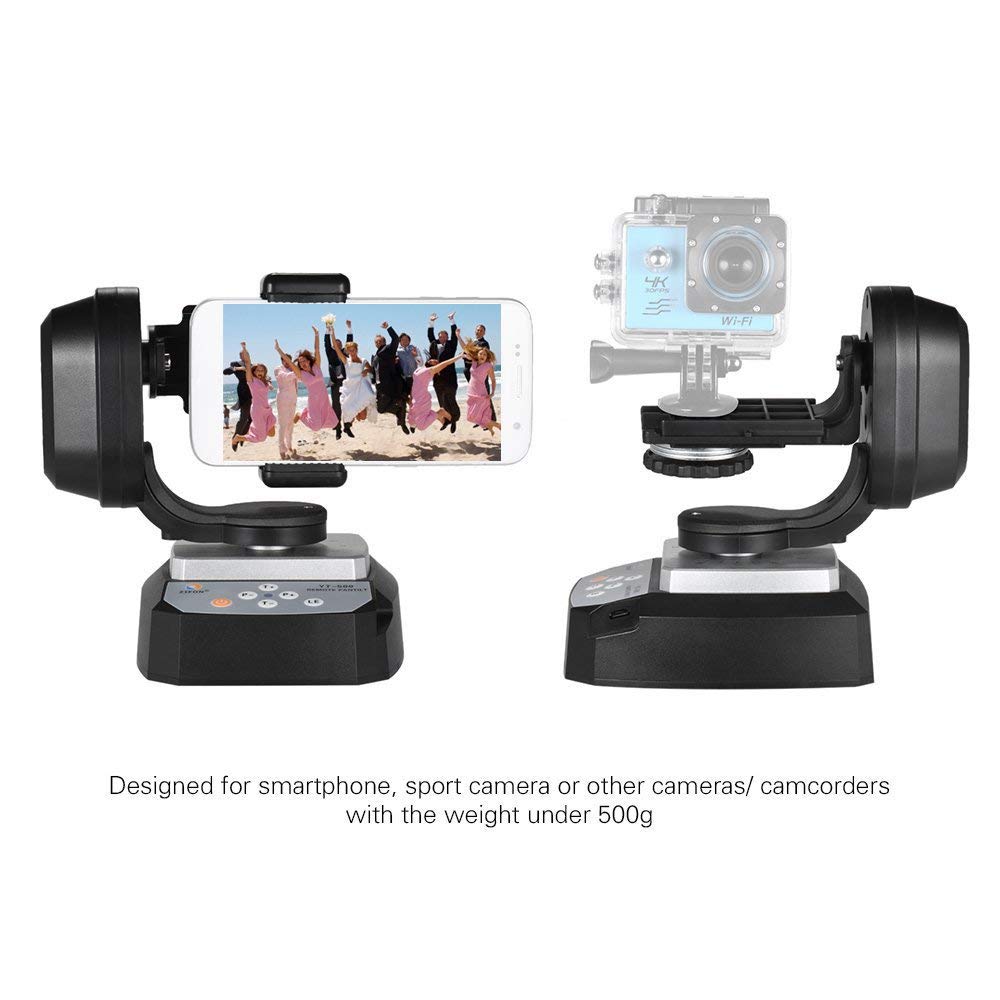 4K
30FPS
Wi-Fi
ZIFON
YT-500
REMOTE PANTILT
T+
P- P+
T- LE
Designed for smartphone, sport camera or other cameras/ camcorders
with the weight under 500g